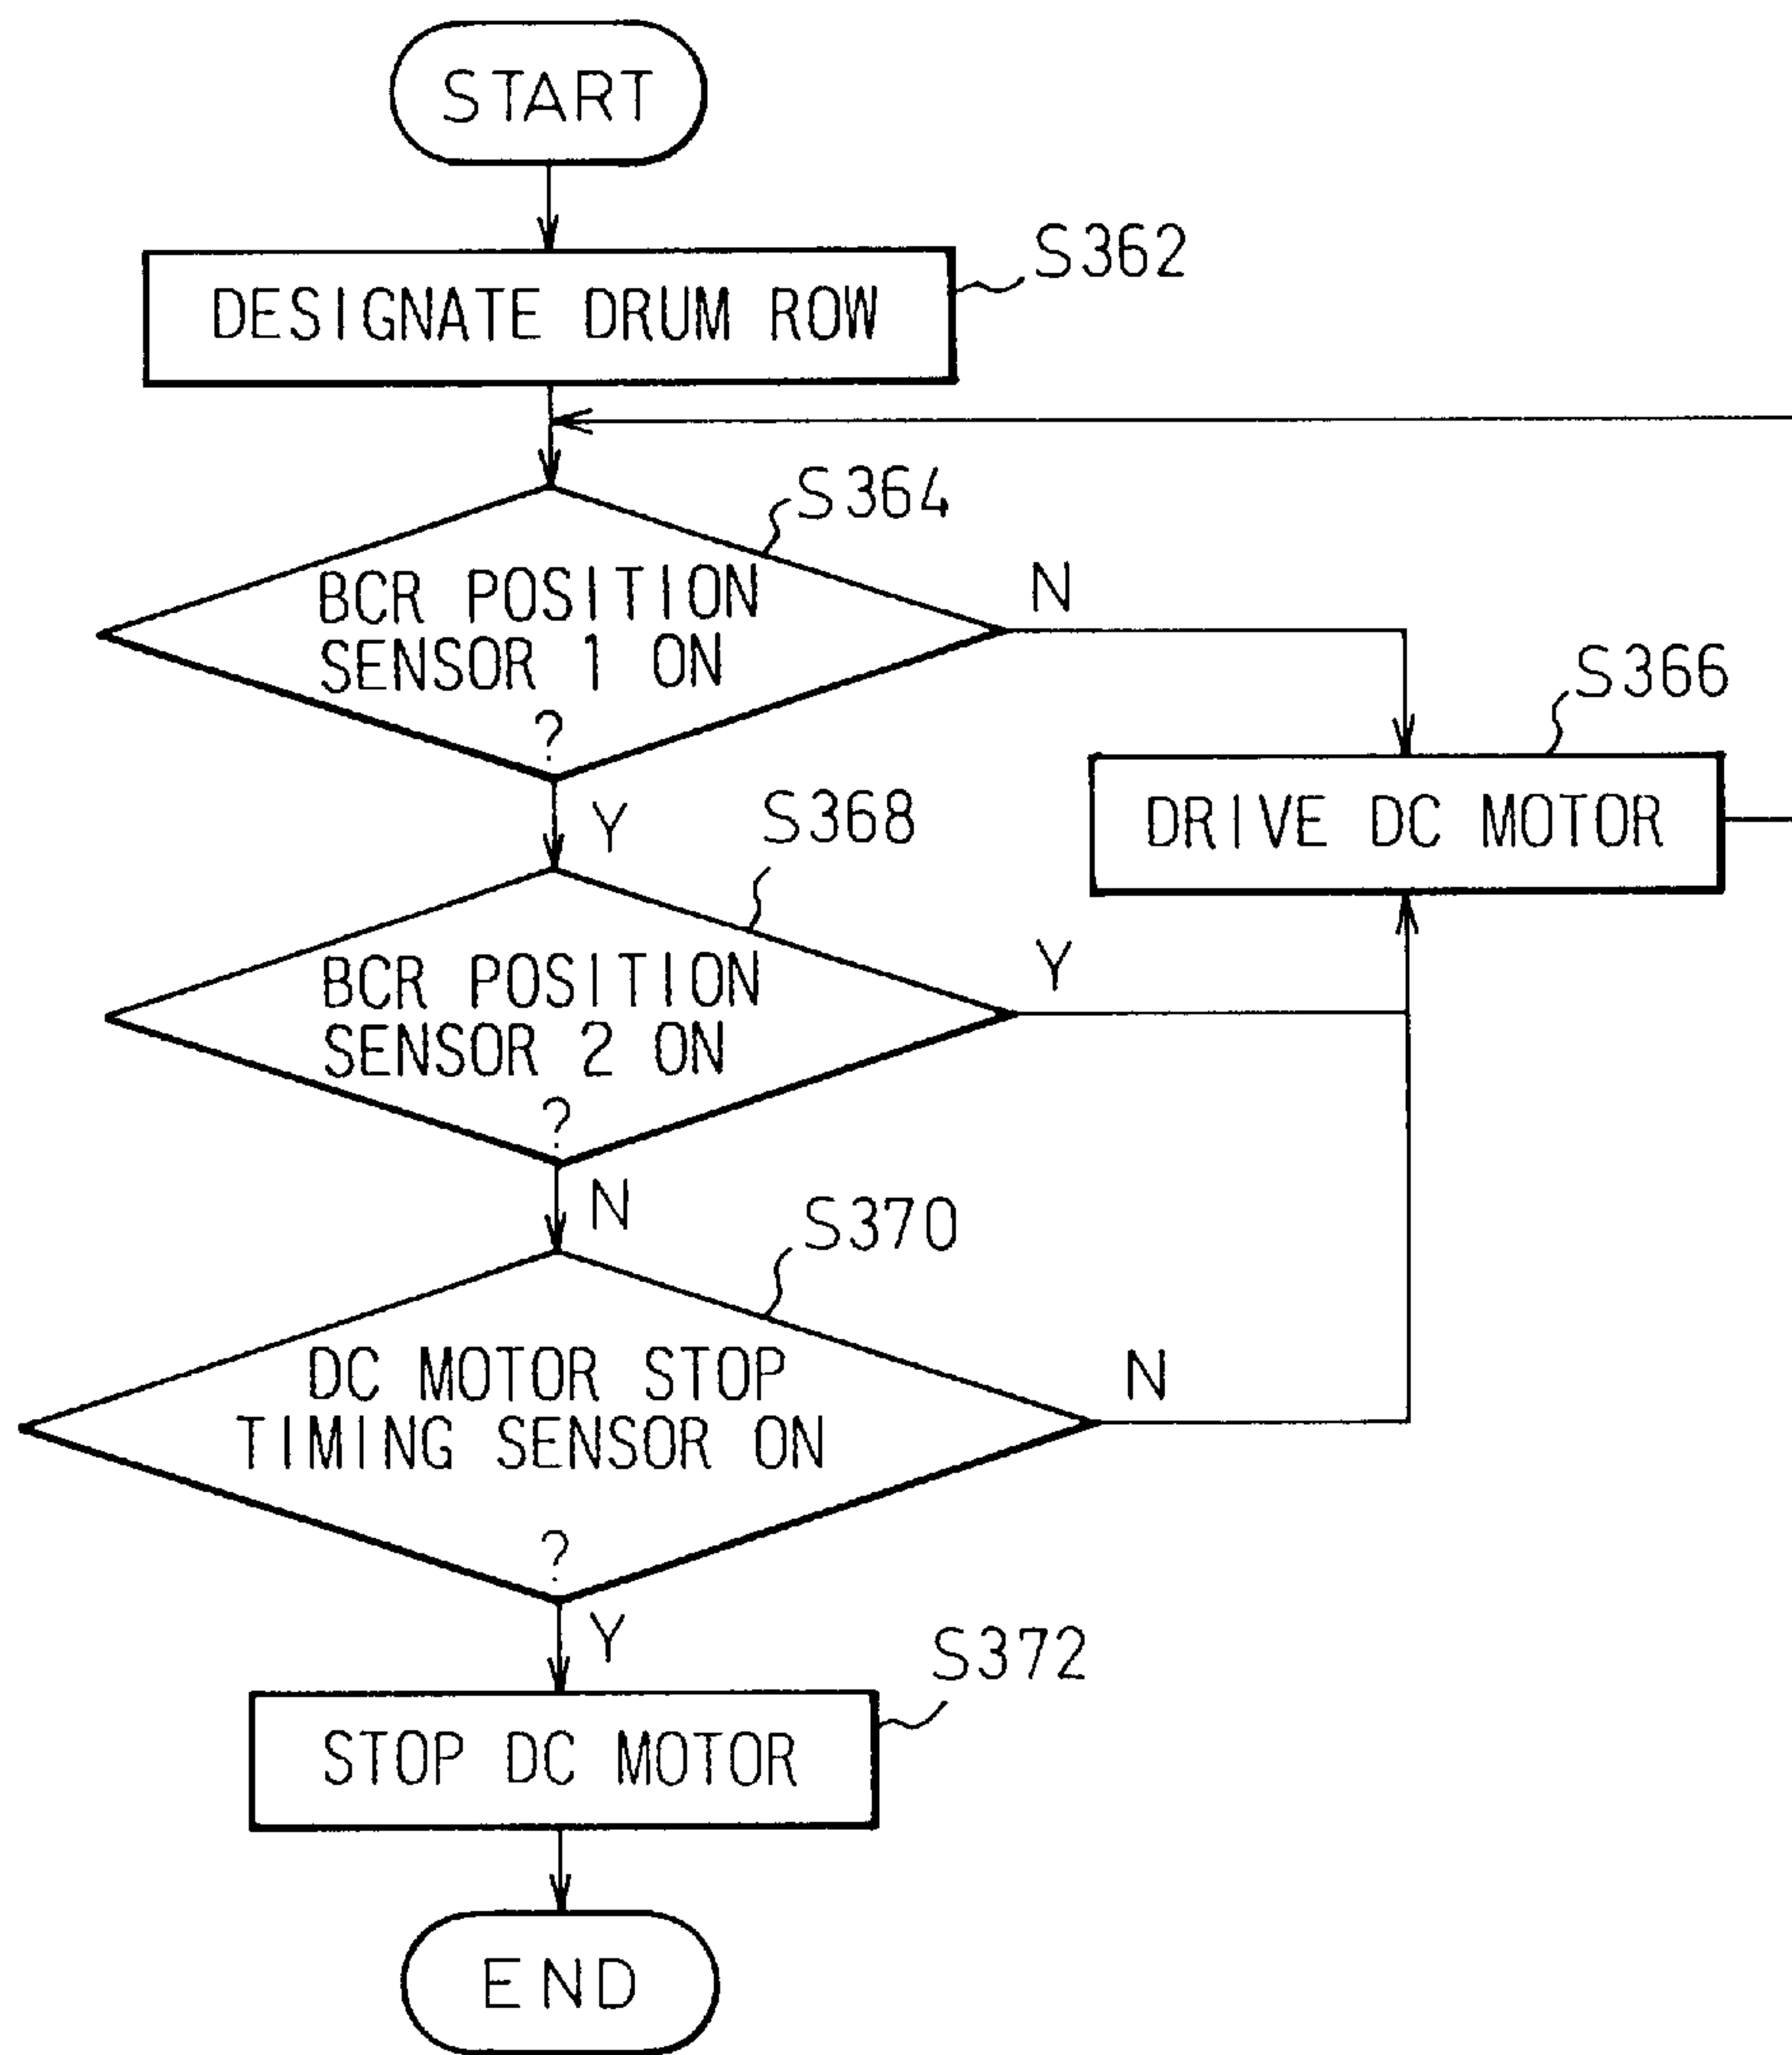 START
S362
DESIGNATE DRUM ROW
S364
BCR POSITION
SENSOR 1 ON
?
N
Y
S366
DRIVE DC MOTOR
S368
BCR POSITION
SENSOR 2 ON
?
Y
N
S370
DC MOTOR STOP
TIMING SENSOR ON
?
N
Y
S372
STOP DC MOTOR
END